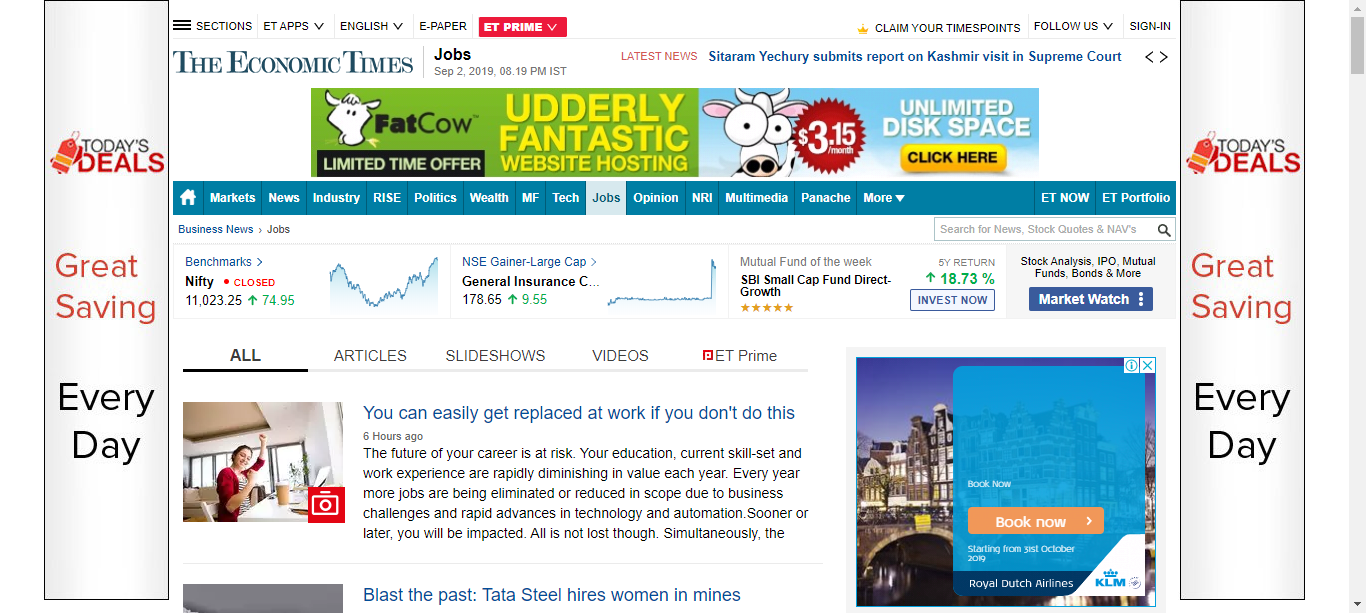 SECTIONS
ET APPS
ENGLISH
E-PAPER
ET PRIME
CLAIM YOUR TIMESPOINTS
FOLLOW US
SIGN-IN
THE ECONOMIC TIMES
Jobs
Sep 2, 2019, 08.19 PM IST
LATEST NEWS
Sitaram Yechury submits report on Kashmir visit in Supreme Court
FatCow™
LIMITED TIME OFFER
UDDERLY
FANTASTIC
WEBSITE HOSTING
$3.15
/month
UNLIMITED
DISK SPACE
CLICK HERE
TODAY'S
DEALS
Great
Saving
Every
Day
Markets
News
Industry
RISE
Politics
Wealth
MF
Tech
Jobs
Opinion
NRI
Multimedia
Panache
More
ET NOW
ET Portfolio
Business News › Jobs
Search for News, Stock Quotes & NAV's
Benchmarks
Nifty
CLOSED
11,023.25 ↑ 74.95
NSE Gainer-Large Cap
General Insurance C...
178.65 ↑ 9.55
Mutual Fund of the week
SBI Small Cap Fund Direct-
Growth
★★★★★
5Y RETURN
↑ 18.73 %
INVEST NOW
Stock Analysis, IPO, Mutual
Funds, Bonds & More
Market Watch
ALL
ARTICLES
SLIDESHOWS
VIDEOS
ET Prime
You can easily get replaced at work if you don't do this
6 Hours ago
The future of your career is at risk. Your education, current skill-set and
work experience are rapidly diminishing in value each year. Every year
more jobs are being eliminated or reduced in scope due to business
challenges and rapid advances in technology and automation.Sooner or
later, you will be impacted. All is not lost though. Simultaneously, the
Blast the past: Tata Steel hires women in mines
Book Now
Book now
Starting from 31st October
2019
Royal Dutch Airlines
KLM
TODAY'S
DEALS
Great
Saving
Every
Day